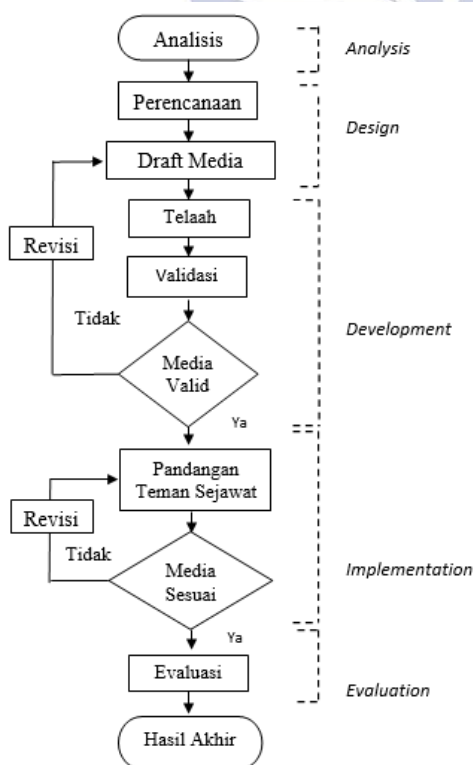 Analisis
Analysis
Perencanaan
Design
Draft Media
Telaah
Revisi
Validasi
Tidak
Development
Media
Valid
Ya
Pandangan
Teman Sejawat
Revisi
Tidak
Media
Sesuai
Implementation
Ya
Evaluasi
Evaluation
Hasil Akhir